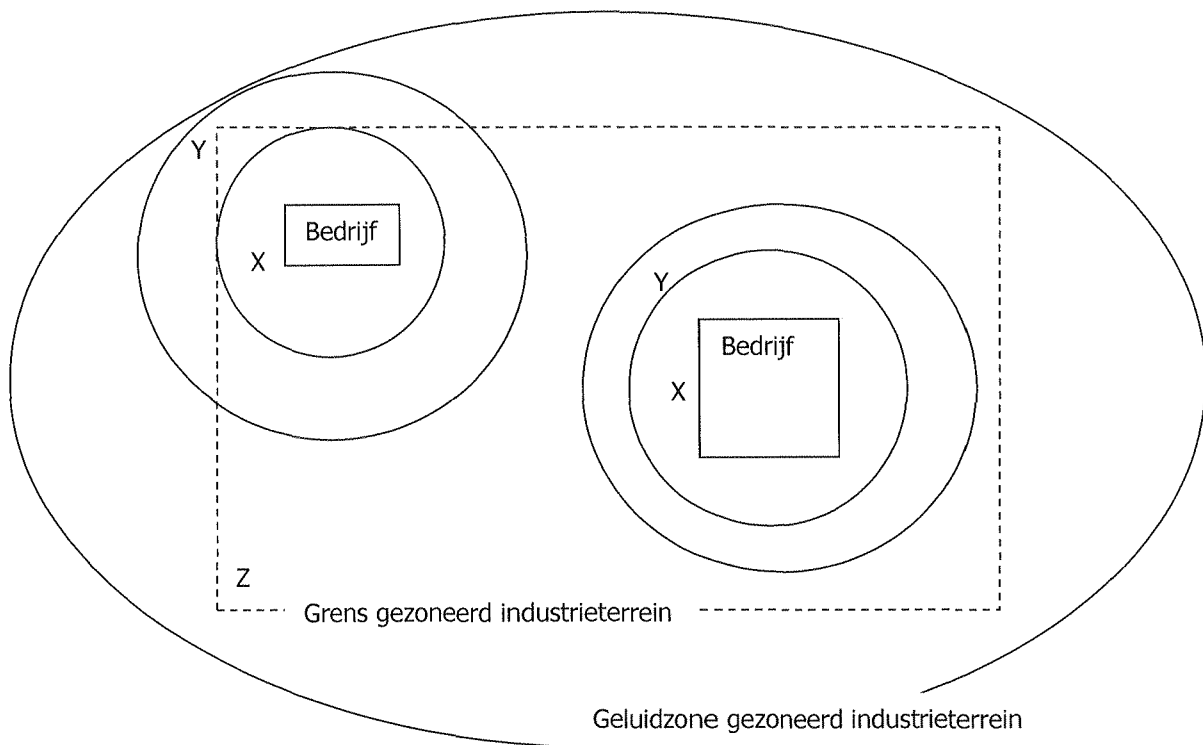 Y
Bedrijf
X
Y
Bedrijf
X
Z
Grens gezoneerd industrieterrein
Geluidzone gezoneerd industrieterrein